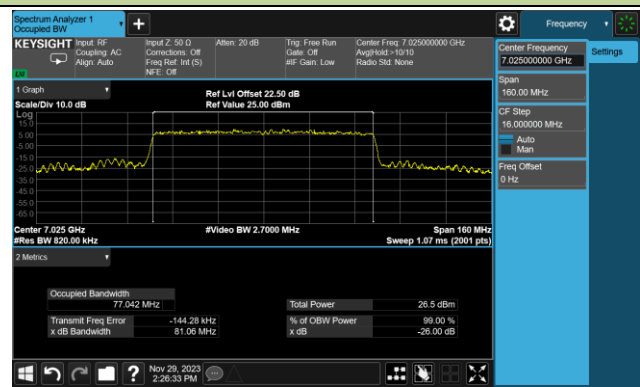 Spectrum Analyzer 1
Occupied BW
Frequency
KEYSIGHT
Input: RF
Coupling: AC
Align: Auto
Input Z: 50 Ω
Corrections: Off
Freq Ref: Int (S)
NFE: Off
Atten: 20 dB
Trig: Free Run
Gate: Off
#IF Gain: Low
Center Freq: 7.025000000 GHz
Avg|Hold:>10/10
Radio Std: None
Center Frequency
7.025000000 GHz
Settings
Span
160.00 MHz
CF Step
16.000000 MHz
Auto
Man
Freq Offset
0 Hz
1 Graph
Scale/Div 10.0 dB
Ref Lvl Offset 22.50 dB
Ref Value 25.00 dBm
Log
15.0
5.00
-5.00
-15.0
-25.0
-35.0
-45.0
-55.0
-65.0
Center 7.025 GHz
#Video BW 2.7000 MHz
Span 160 MHz
#Res BW 820.00 kHz
Sweep 1.07 ms (2001 pts)
2 Metrics
Occupied Bandwidth
77.042 MHz
Total Power 26.5 dBm
Transmit Freq Error -144.28 kHz
% of OBW Power 99.00 %
x dB Bandwidth 81.06 MHz
x dB -26.00 dB
?
Nov 29, 2023
2:26:33 PM